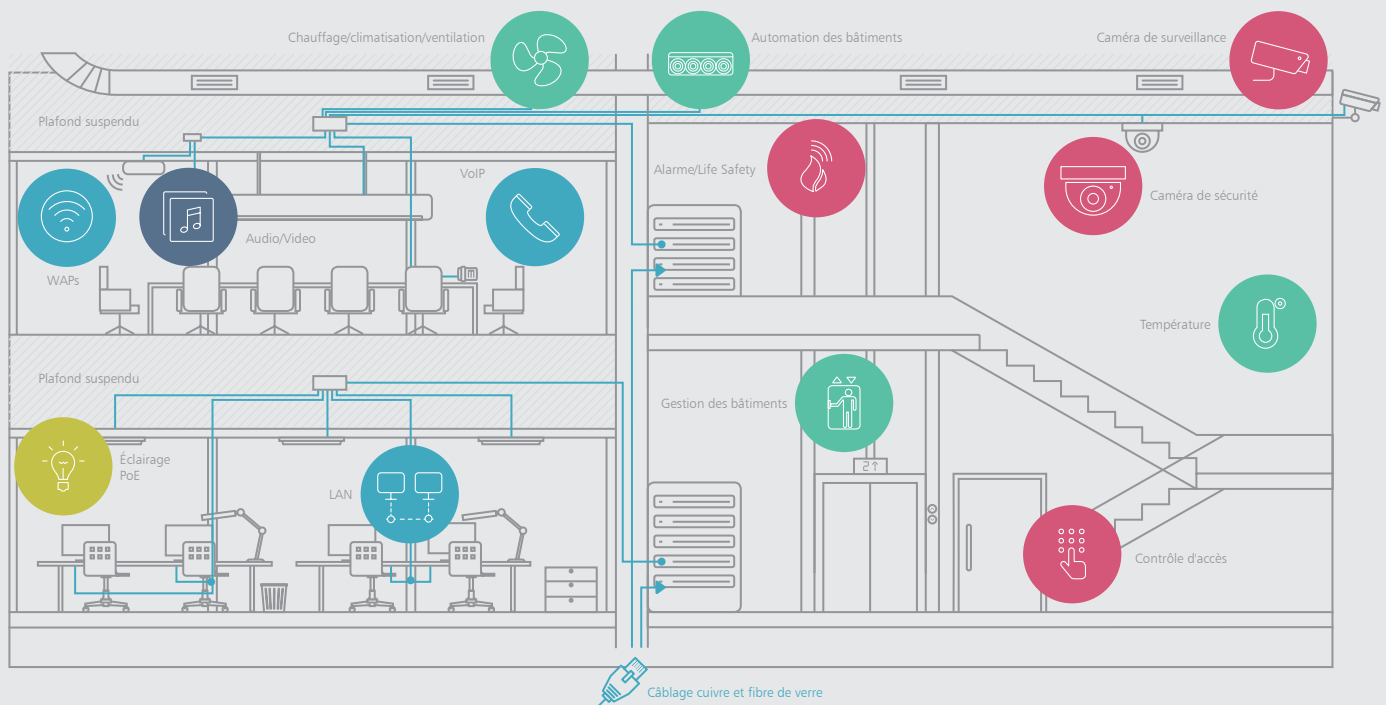 Chauffage/climatisation/ventilation
Automation des bâtiments
Caméra de surveillance
Plafond suspendu
VoIP
Alarme/Life Safety
Caméra de sécurité
Audio/Video
WAPs
Température
Plafond suspendu
Gestion des bâtiments
Éclairage
PoE
2↑
LAN
Contrôle d'accès
Câblage cuivre et fibre de verre